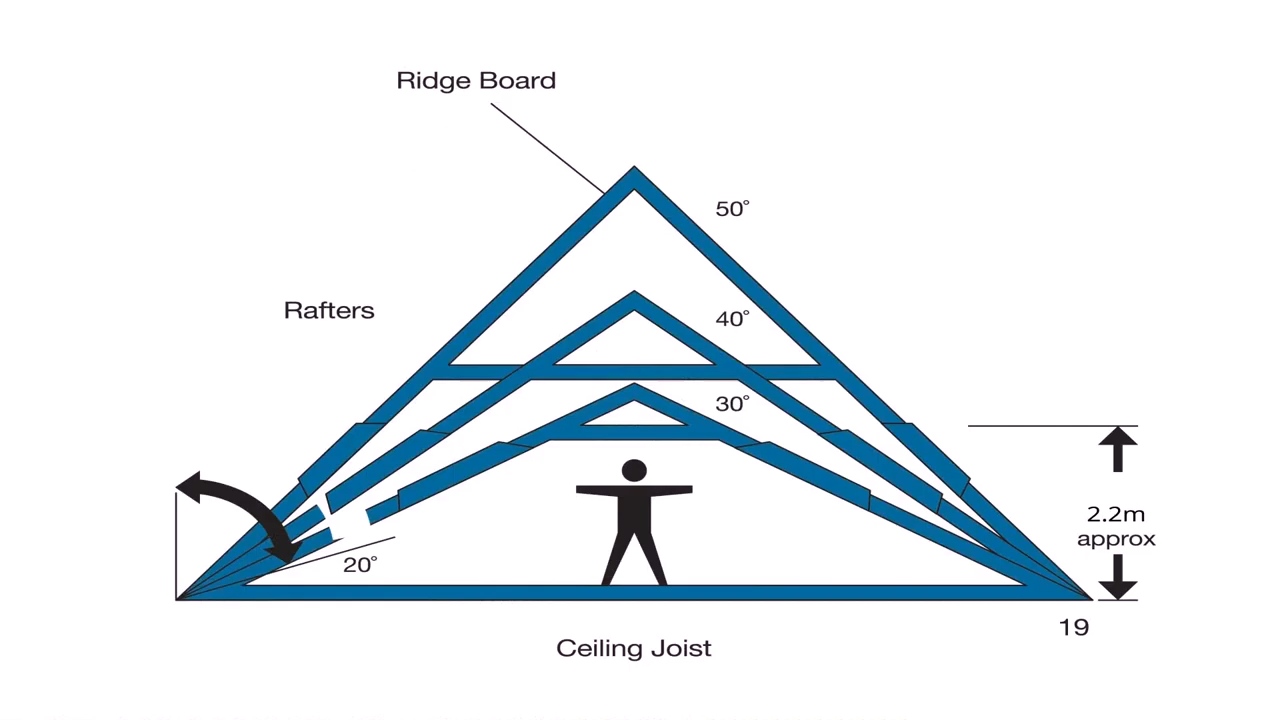 Ridge Board
50°
Rafters
40°
30°
2.2m
approx
20°
19
Ceiling Joist